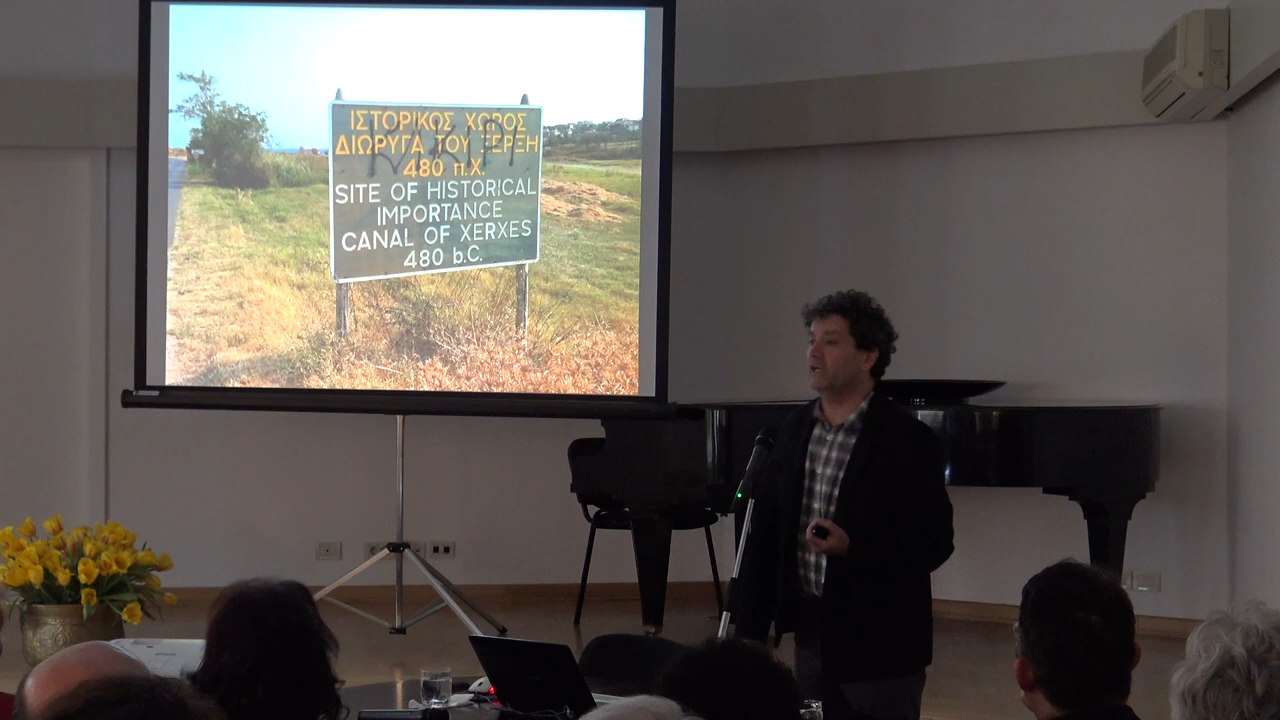 ΙΣΤΟΡΙΚΟΣ ΧΩΡΟΣ
ΔΙΩΡΥΓΑ ΤΟΥ ΞΕΡΞΗ
480 π.Χ.
SITE OF HISTORICAL
IMPORTANCE
CANAL OF XERXES
480 b.C.